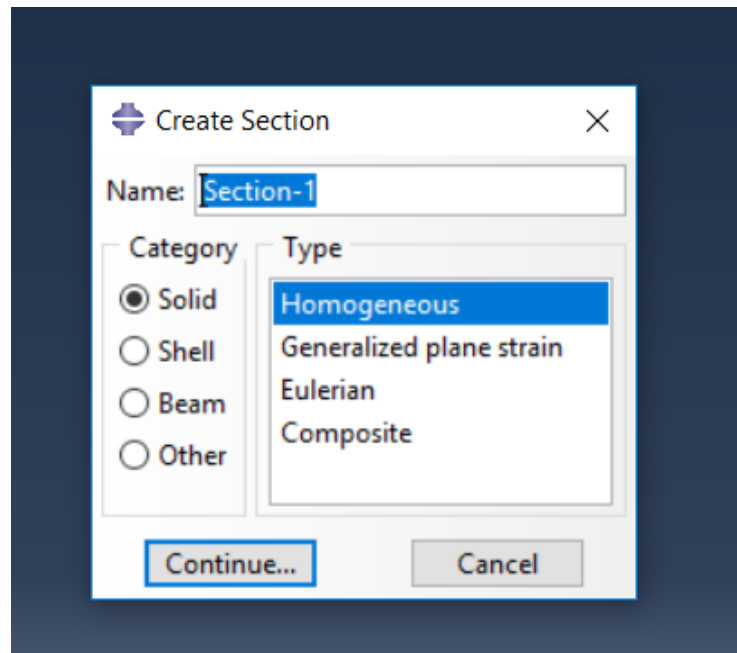 Create Section
Name: Section-1
Category
Solid
Shell
Beam
Other
Type
Homogeneous
Generalized plane strain
Eulerian
Composite
Continue...
Cancel